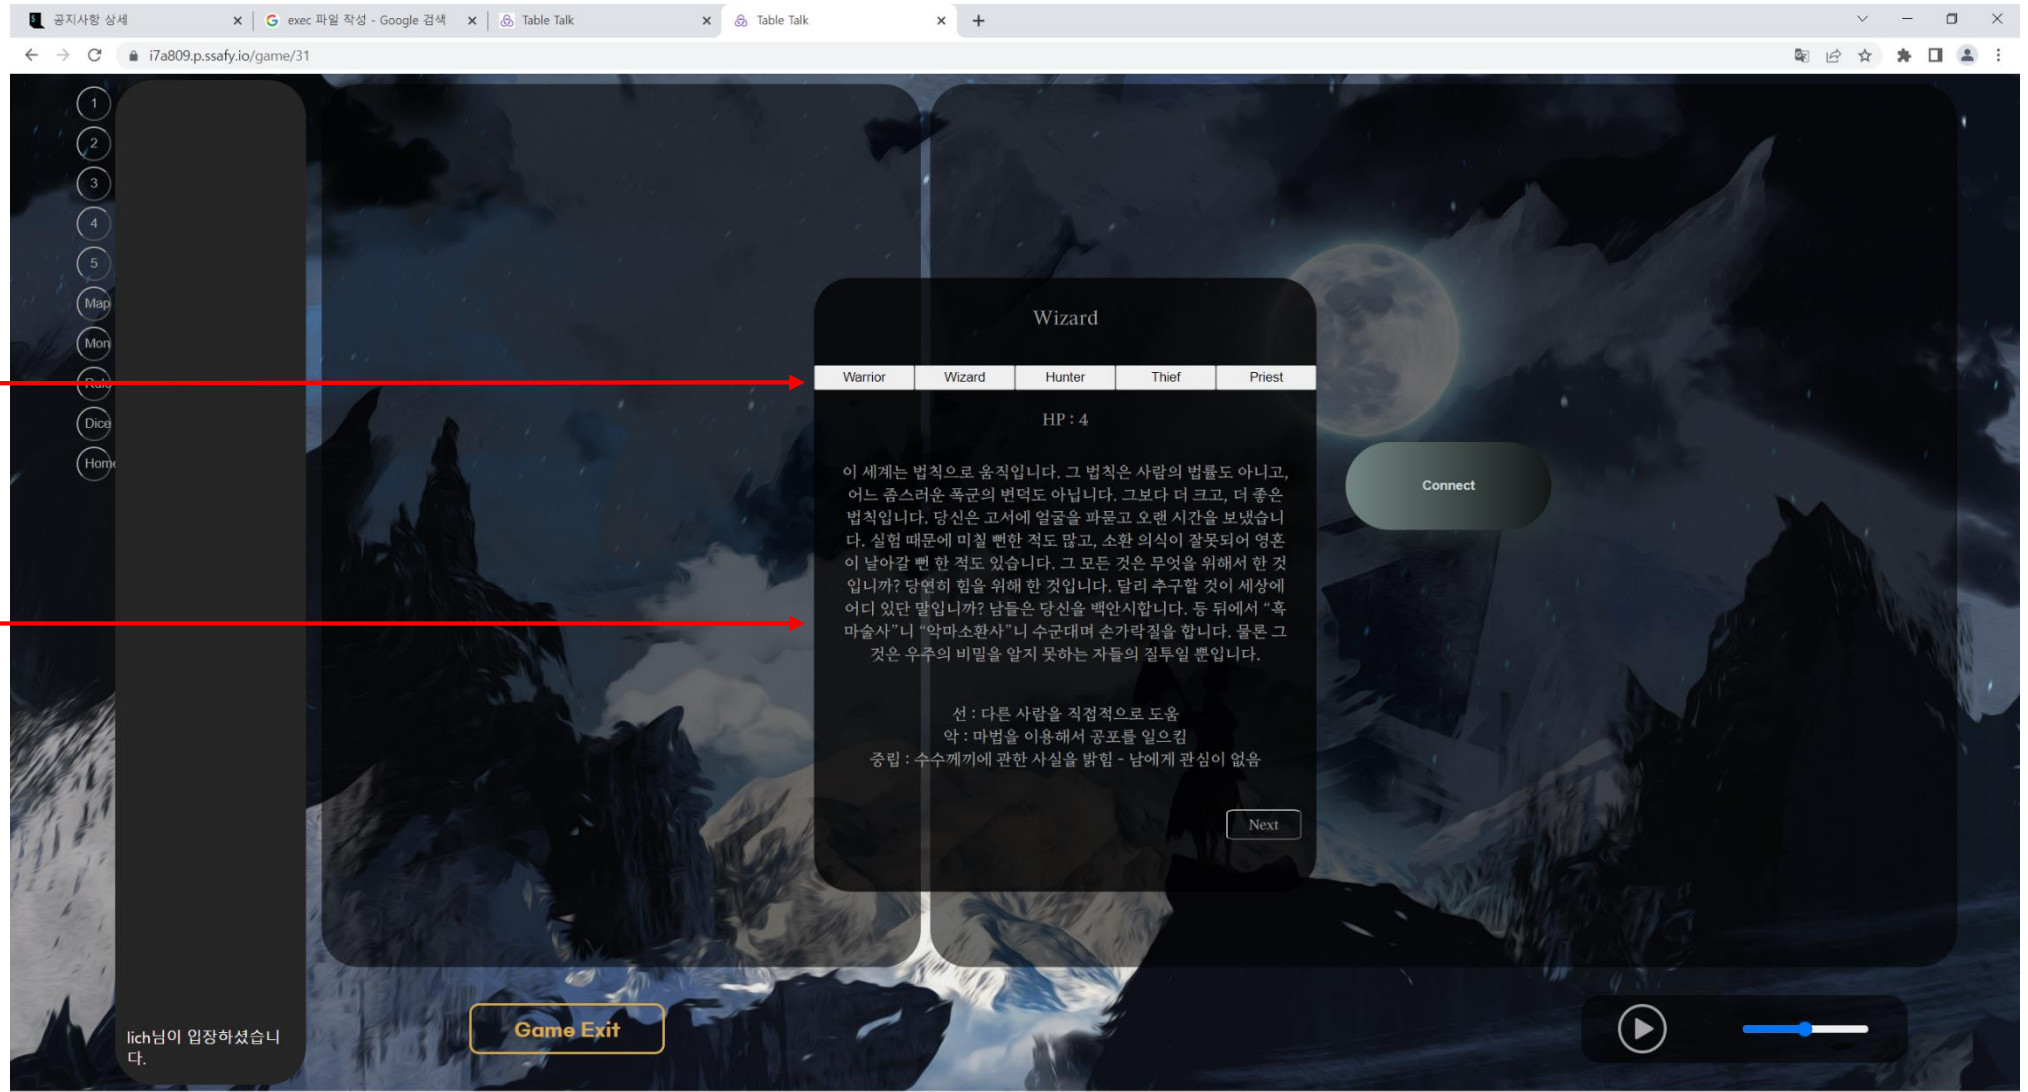 공지사항 상세
exec 파일 작성 - Google 검색
Table Talk
Table Talk
i7a809.p.ssafy.io/game/31
1
2
3
4
5
Map
Mon
Rule
Dice
Home
Wizard
Warrior
Wizard
Hunter
Thief
Priest
HP : 4
이 세계는 법칙으로 움직입니다. 그 법칙은 사람의 법률도 아니고,
어느 좀스러운 폭군의 변덕도 아닙니다. 그보다 더 크고, 더 좋은
법칙입니다. 당신은 고서에 얼굴을 파묻고 오랜 시간을 보냈습니
다. 실험 때문에 미칠 뻔한 적도 많고, 소환 의식이 잘못되어 영혼
이 날아갈 뻔 한 적도 있습니다. 그 모든 것은 무엇을 위해서 한 것
입니까? 당연히 힘을 위해 한 것입니다. 달리 추구할 것이 세상에
어디 있단 말입니까? 남들은 당신을 백안시합니다. 등 뒤에서 “흑
마술사”니 “악마소환사”니 수군대며 손가락질을 합니다. 물론 그
것은 우주의 비밀을 알지 못하는 자들의 질투일 뿐입니다.
선 : 다른 사람을 직접적으로 도움
악 : 마법을 이용해서 공포를 일으킴
중립 : 수수께끼에 관한 사실을 밝힘 - 남에게 관심이 없음
Next
Connect
lich님이 입장하셨습니
다.
Game Exit